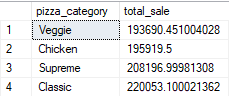 pizza_category total_sale
1 Veggie 193690.451004028
2 Chicken 195919.5
3 Supreme 208196.99981308
4 Classic 220053.100021362